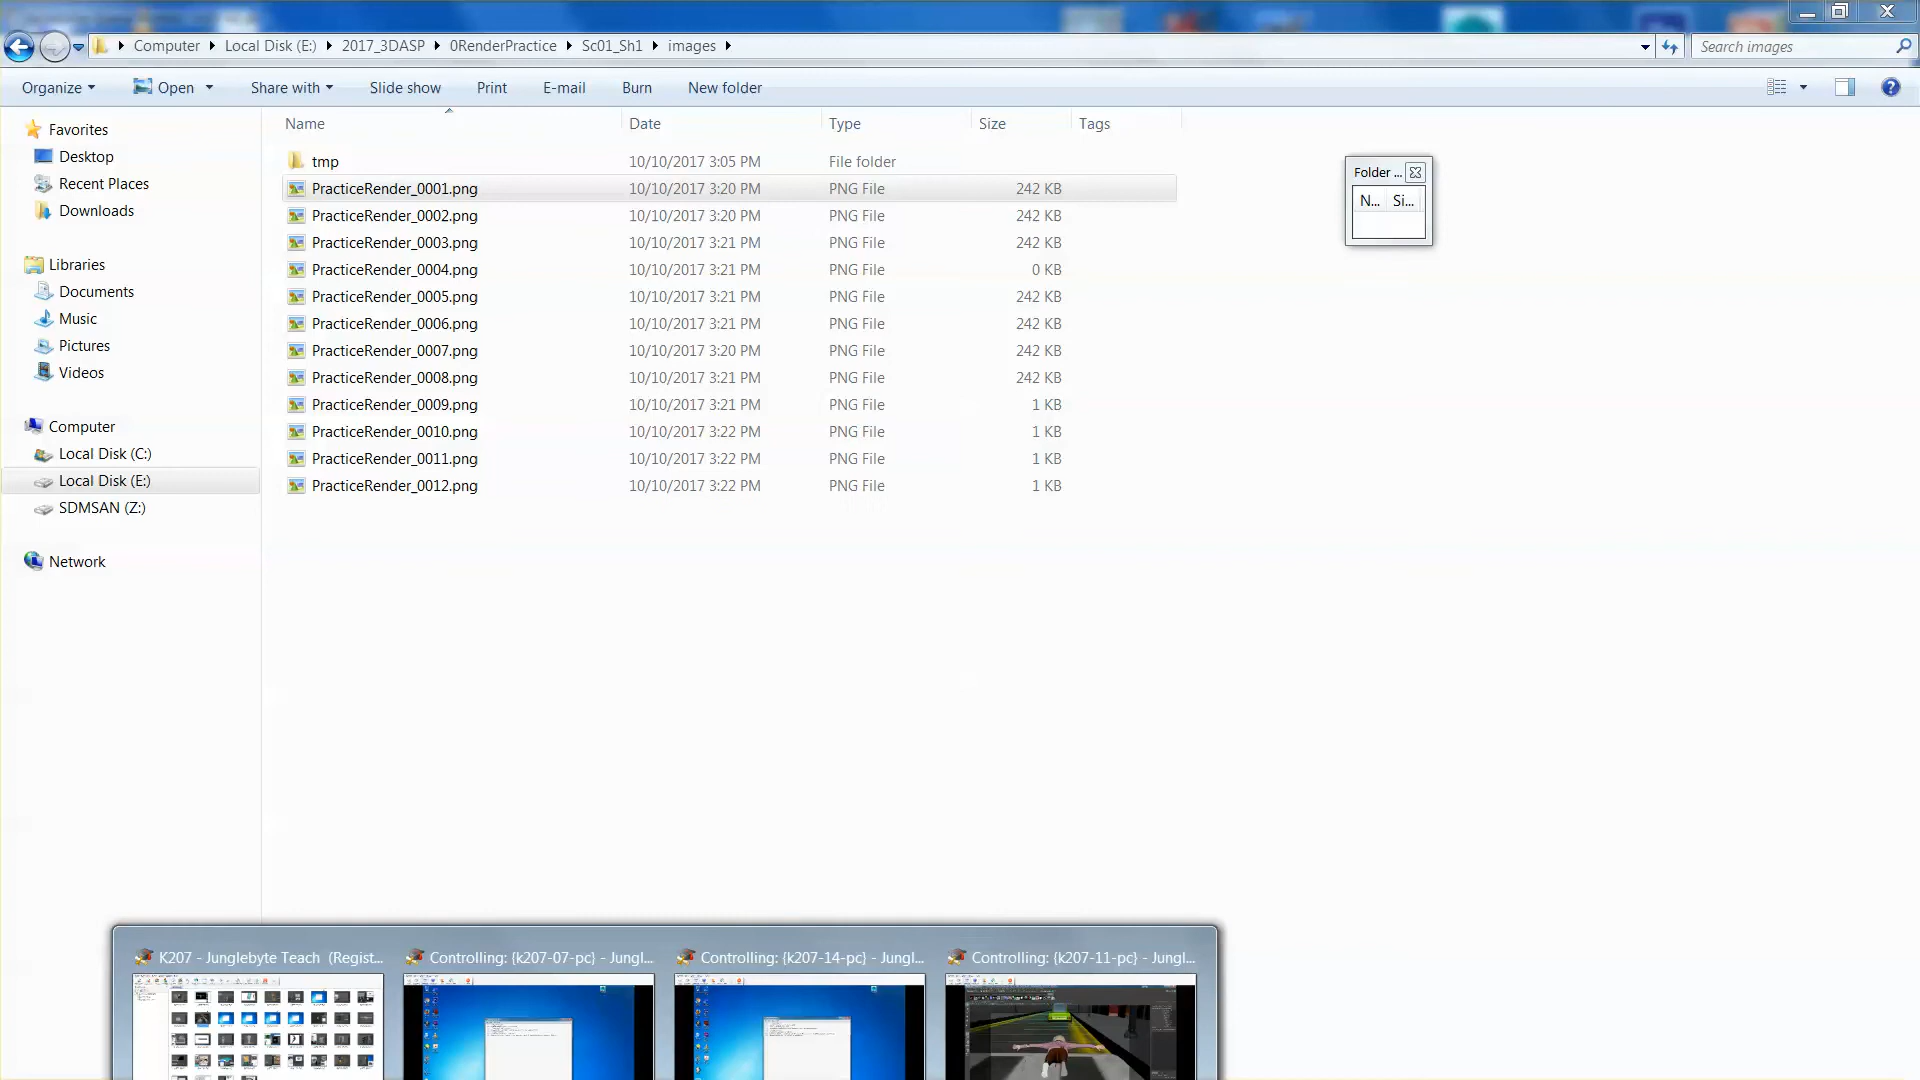 Computer Local Disk (E:) 2017_3DASP 0RenderPractice Sc01_Sh1 images Search images
Organize Open Share with Slide show Print E-mail Burn New folder
Name Date Type Size Tags
Favorites
Desktop
Recent Places
Downloads
Libraries
Documents
Music
Pictures
Videos
Computer
Local Disk (C:)
Local Disk (E:)
SDMSAN (Z:)
Network
tmp 10/10/2017 3:05 PM File folder
PracticeRender_0001.png 10/10/2017 3:20 PM PNG File 242 KB
PracticeRender_0002.png 10/10/2017 3:20 PM PNG File 242 KB
PracticeRender_0003.png 10/10/2017 3:21 PM PNG File 242 KB
PracticeRender_0004.png 10/10/2017 3:21 PM PNG File 0 KB
PracticeRender_0005.png 10/10/2017 3:21 PM PNG File 242 KB
PracticeRender_0006.png 10/10/2017 3:21 PM PNG File 242 KB
PracticeRender_0007.png 10/10/2017 3:20 PM PNG File 242 KB
PracticeRender_0008.png 10/10/2017 3:21 PM PNG File 242 KB
PracticeRender_0009.png 10/10/2017 3:21 PM PNG File 1 KB
PracticeRender_0010.png 10/10/2017 3:22 PM PNG File 1 KB
PracticeRender_0011.png 10/10/2017 3:22 PM PNG File 1 KB
PracticeRender_0012.png 10/10/2017 3:22 PM PNG File 1 KB
Folder ...
N... Si...
K207 - Junglebyte Teach (Regist...
Controlling: {k207-07-pc} - Jungl...
Controlling: {k207-14-pc} - Jungl...
Controlling: {k207-11-pc} - Jungl...